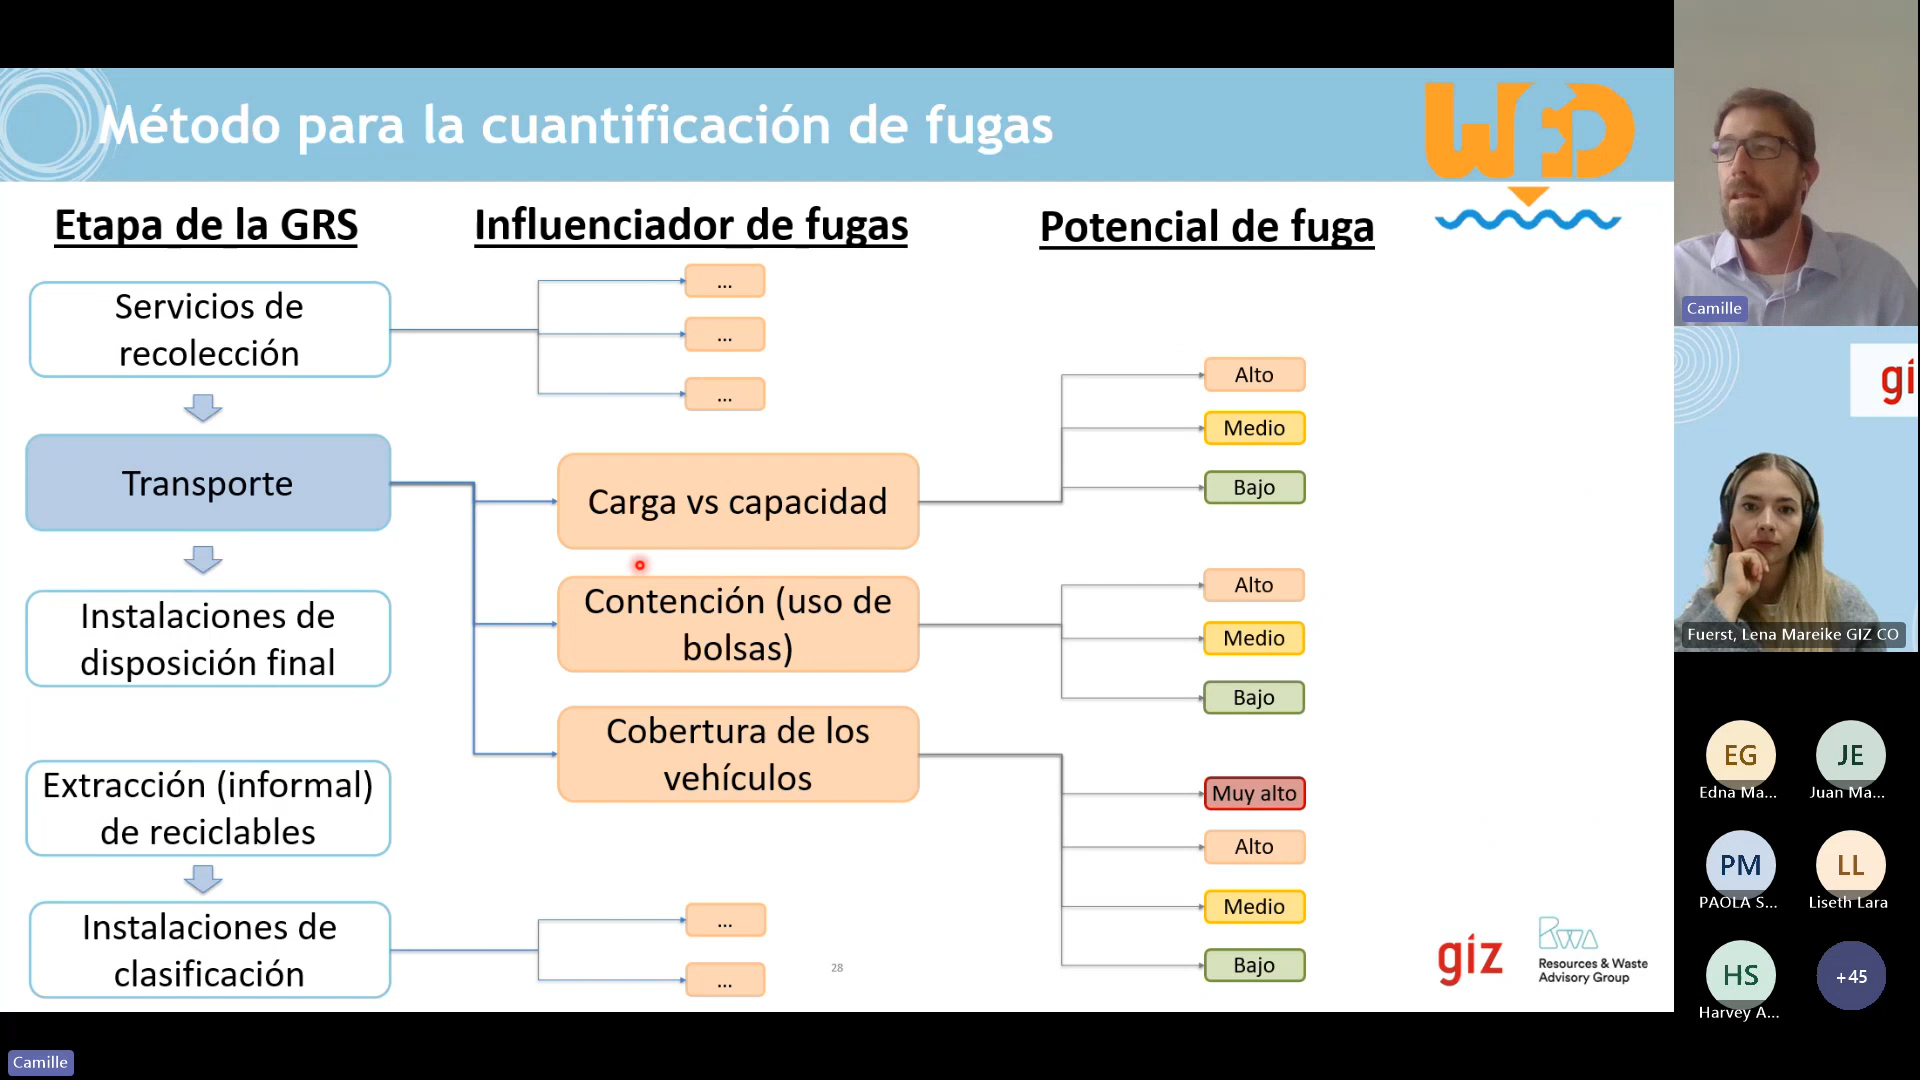 Método para la cuantificación de fugas
WFD
Etapa de la GRS
Influenciador de fugas
Potencial de fuga
Servicios de
recolección
...
...
...
Transporte
Carga vs capacidad
Alto
Medio
Bajo
Contención (uso de
bolsas)
Alto
Medio
Bajo
Instalaciones de
disposición final
Cobertura de los
vehículos
Muy alto
Alto
Medio
Bajo
Extracción (informal)
de reciclables
Instalaciones de
clasificación
...
...
28
giz
RWA
Resources & Waste
Advisory Group
Camille
gi
Fuerst, Lena Mareike GIZ CO
EG
Edna Ma...
JE
Juan Ma...
PM
PAOLA S...
LL
Liseth Lara
HS
Harvey A...
+45
Camille